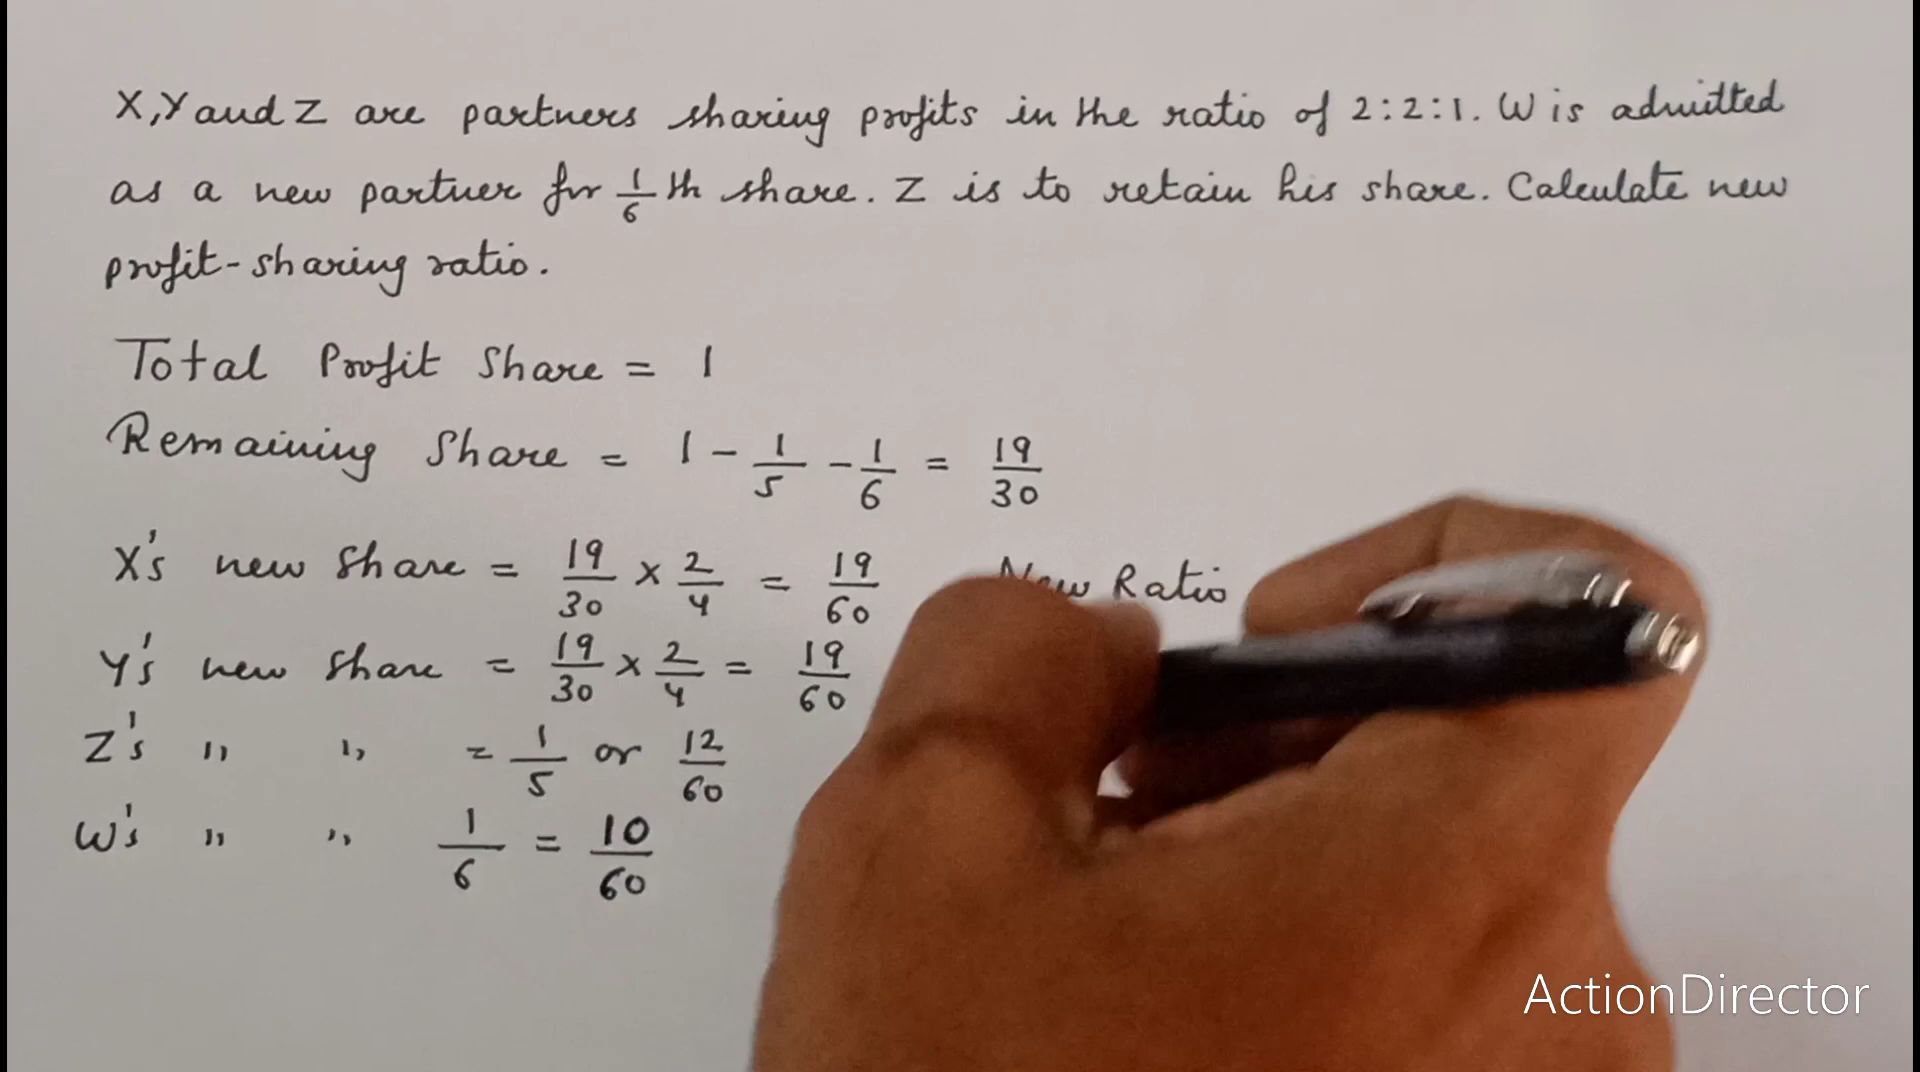 X, Y and Z are partners sharing profits in the ratio of 2:2:1. W is admitted
as a new partner for 1/6 th share. Z is to retain his share. Calculate new
profit-sharing ratio.
Total Profit Share = 1
Remaining Share = 1 - 1/5 - 1/6 = 19/30
X's new share = 19/30 x 2/4 = 19/60
New Ratio
Y's new share = 19/30 x 2/4 = 19/60
Z's " " = 1/5 or 12/60
W's " " 1/6 = 10/60
ActionDirector